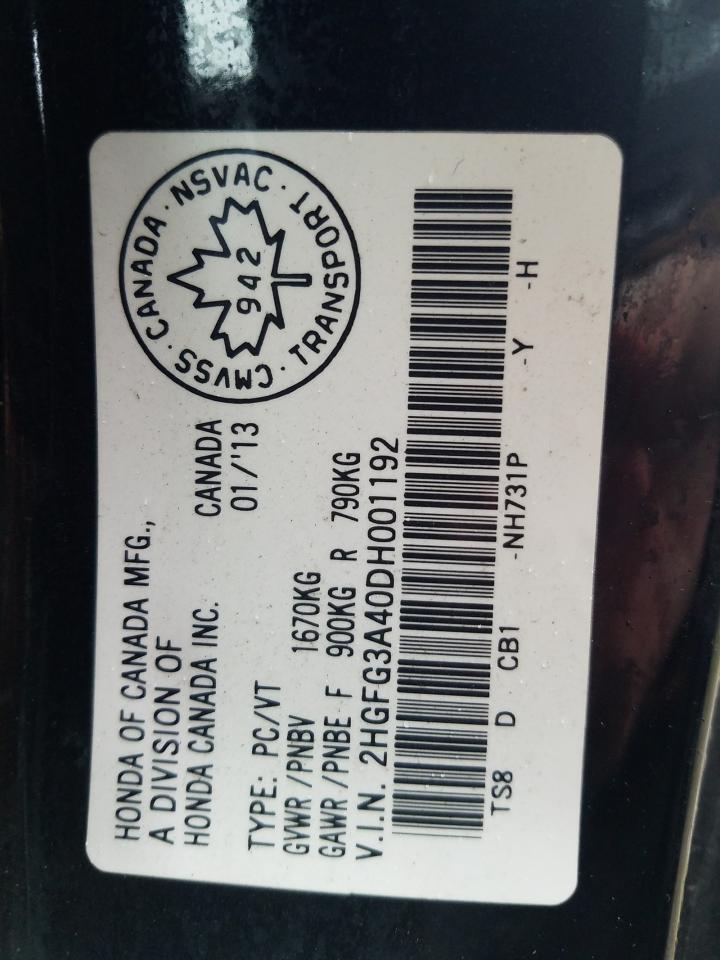 HONDA OF CANADA MFG.,
A DIVISION OF
HONDA CANADA INC.
CANADA
01/'13
TYPE: PC/VT
GVWR/PNBV 1670KG
GAWR/PNBE F 900KG R 790KG
V.I.N. 2HGFG3A40DH001192
TS8 D CB1 -NH731P -Y -H
CMVSS · CANADA · NSVAC · TRANSPORT ·
942